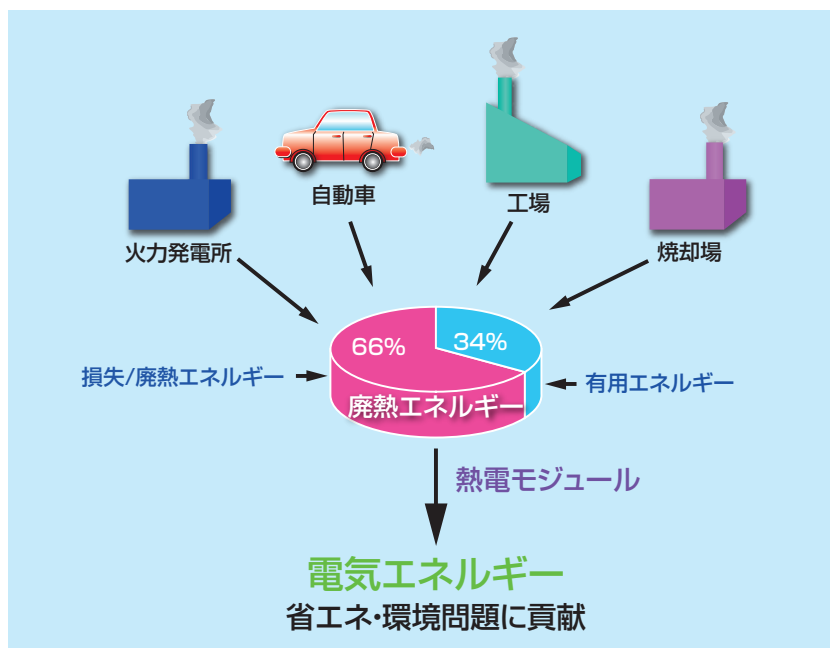 自動車
工場
火力発電所
焼却場
66%
34%
損失/廃熱エネルギー
有用エネルギー
廃熱エネルギー
熱電モジュール
電気エネルギー
省エネ・環境問題に貢献